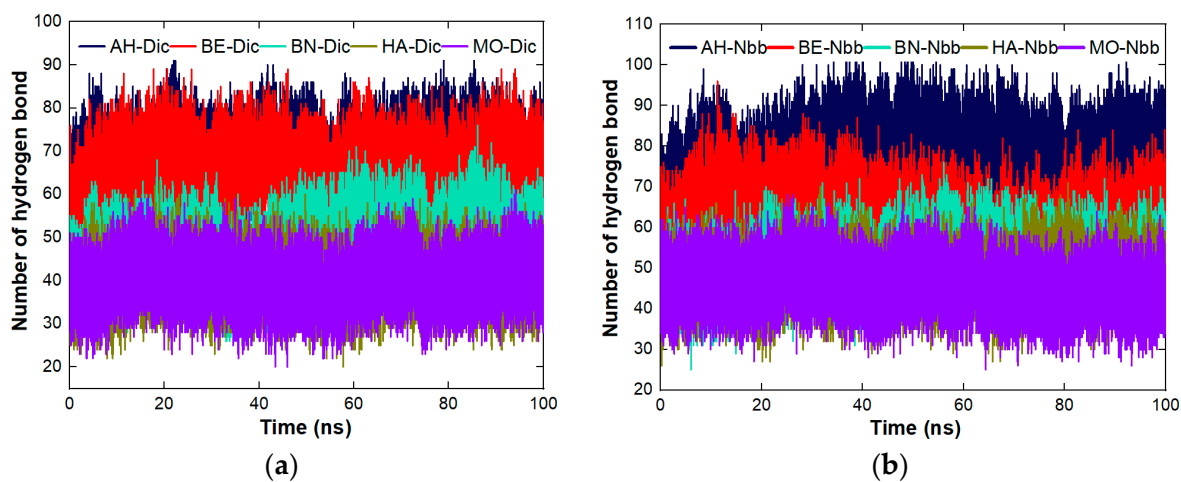 AH-Dic BE-Dic BN-Dic HA-Dic MO-Dic
Number of hydrogen bond
100
90
80
70
60
50
40
30
20
0 20 40 60 80 100
Time (ns)
(a)
AH-Nbb BE-Nbb BN-Nbb HA-Nbb MO-Nbb
Number of hydrogen bond
110
100
90
80
70
60
50
40
30
20
0 20 40 60 80 100
Time (ns)
(b)